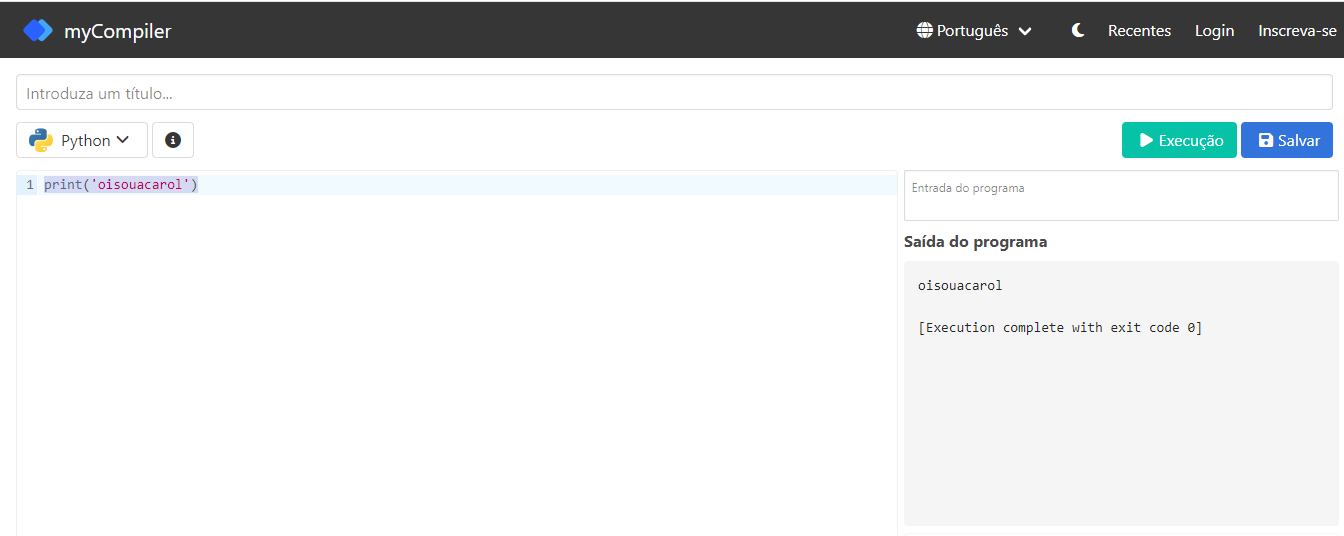 myCompiler Português Recentes Login Inscreva-se
Introduza um título...
Python Execução Salvar
1 print('oisouacarol')
Entrada do programa
Saída do programa
oisouacarol
[Execution complete with exit code 0]